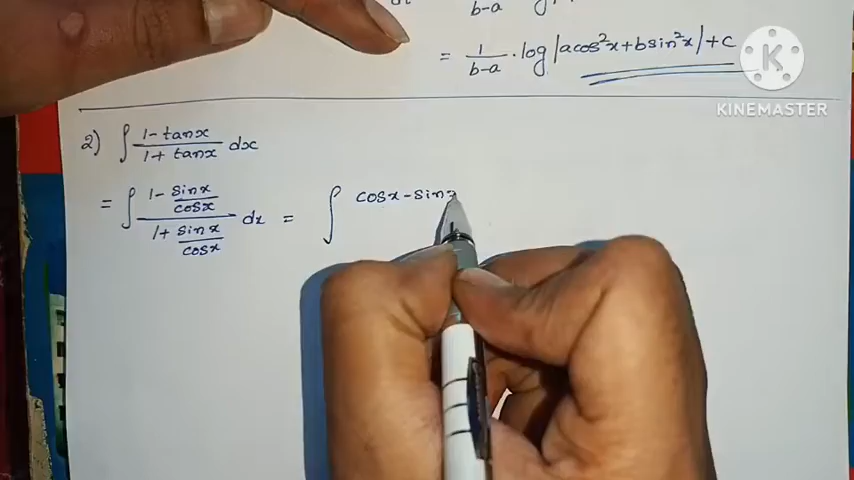 b-a
= 1/(b-a) . log |acos²x+bsin²x| + c
KINEMASTER
2) ∫ (1-tanx)/(1+tanx) dx
= ∫ (1- sinx/cosx)/(1+ sinx/cosx) dx = ∫ cosx-sinx